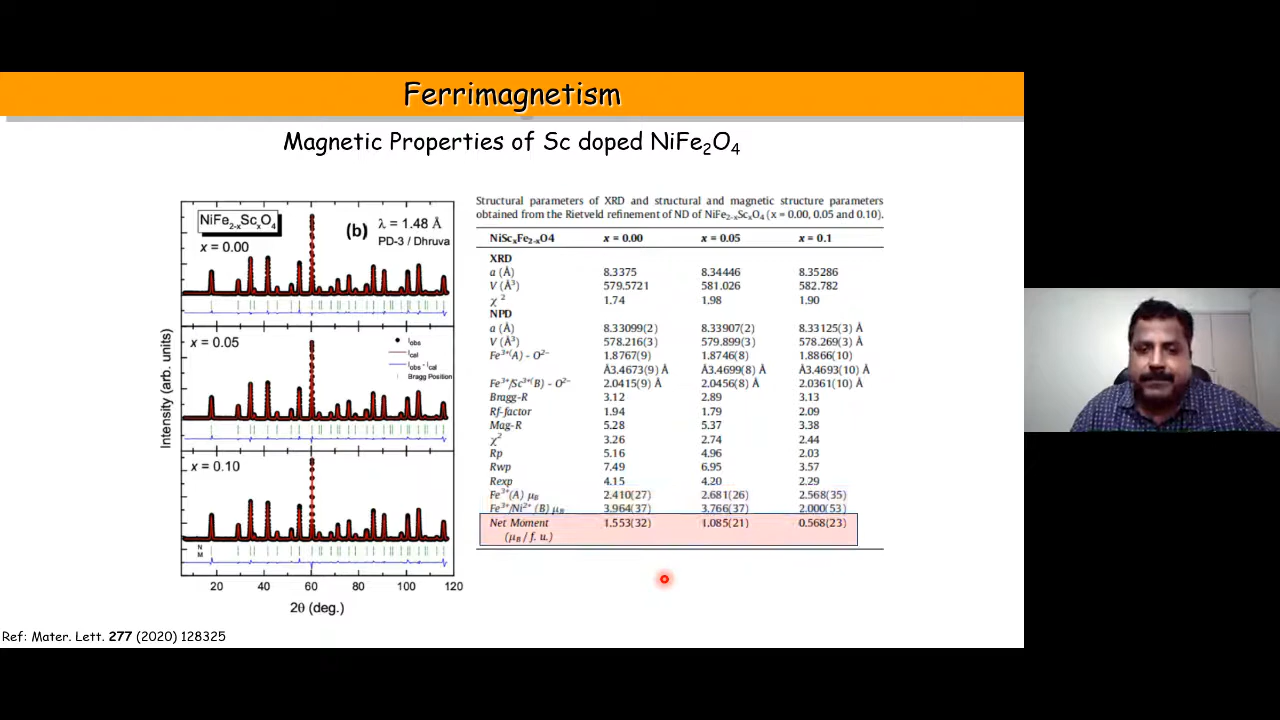 Ferrimagnetism
Magnetic Properties of Sc doped NiFe₂O₄
NiFe₂₋ₓScₓO₄
x = 0.00
(b)
λ = 1.48 Å
PD-3 / Dhruva
x = 0.05
I_obs
I_cal
I_obs - I_cal
Bragg Position
x = 0.10
N
M
Intensity (arb. units)
20 40 60 80 100 120
2θ (deg.)
Structural parameters of XRD and structural and magnetic structure parameters
obtained from the Rietveld refinement of ND of NiFe₂₋ₓScₓO₄ (x = 0.00, 0.05 and 0.10).
NiScₓFe₂₋ₓO4 x = 0.00 x = 0.05 x = 0.1
XRD
a (Å) 8.3375 8.34446 8.35286
V (Å³) 579.5721 581.026 582.782
χ² 1.74 1.98 1.90
NPD
a (Å) 8.33099(2) 8.33907(2) 8.33125(3) Å
V (Å³) 578.216(3) 579.899(3) 578.269(3) Å
Fe³⁺(A) - O²⁻ 1.8767(9) 1.8746(8) 1.8866(10)
Å3.4673(9) Å Å3.4699(8) Å Å3.4693(10) Å
Fe³⁺/Sc³⁺(B) - O²⁻ 2.0415(9) Å 2.0456(8) Å 2.0361(10) Å
Bragg-R 3.12 2.89 3.13
Rf-factor 1.94 1.79 2.09
Mag-R 5.28 5.37 3.38
χ² 3.26 2.74 2.44
Rp 5.16 4.96 2.03
Rwp 7.49 6.95 3.57
Rexp 4.15 4.20 2.29
Fe³⁺(A) μ_B 2.410(27) 2.681(26) 2.568(35)
Fe³⁺/Ni²⁺ (B) μ_B 3.964(37) 3.766(37) 2.000(53)
Net Moment 1.553(32) 1.085(21) 0.568(23)
(μ_B / f. u.)
Ref: Mater. Lett. 277 (2020) 128325